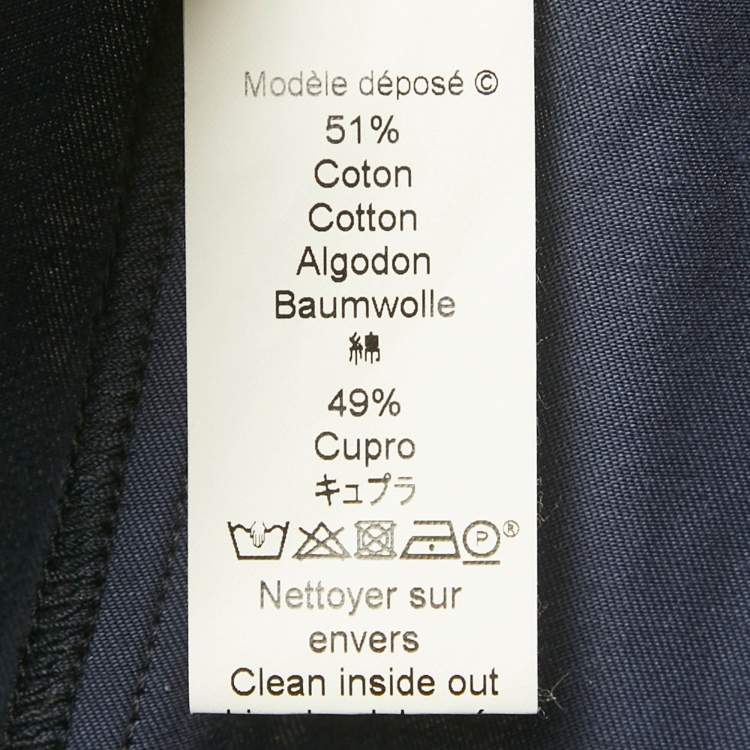 Modèle déposé ©
51%
Coton
Cotton
Algodon
Baumwolle
綿
49%
Cupro
キュプラ
P ®
Nettoyer sur
envers
Clean inside out